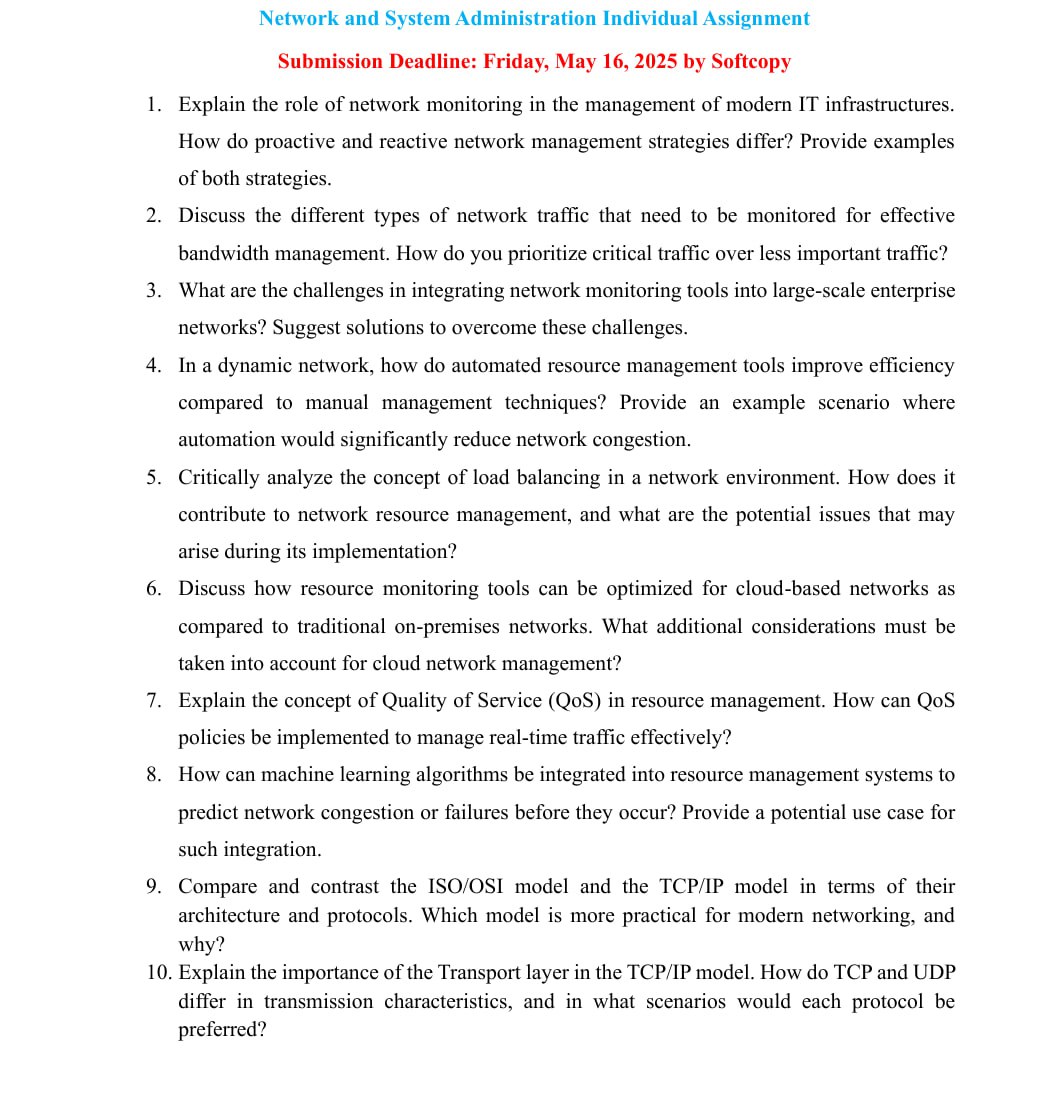 Network and System Administration Individual Assignment
Submission Deadline: Friday, May 16, 2025 by Softcopy
1. Explain the role of network monitoring in the management of modern IT infrastructures.
How do proactive and reactive network management strategies differ? Provide examples
of both strategies.
2. Discuss the different types of network traffic that need to be monitored for effective
bandwidth management. How do you prioritize critical traffic over less important traffic?
3. What are the challenges in integrating network monitoring tools into large-scale enterprise
networks? Suggest solutions to overcome these challenges.
4. In a dynamic network, how do automated resource management tools improve efficiency
compared to manual management techniques? Provide an example scenario where
automation would significantly reduce network congestion.
5. Critically analyze the concept of load balancing in a network environment. How does it
contribute to network resource management, and what are the potential issues that may
arise during its implementation?
6. Discuss how resource monitoring tools can be optimized for cloud-based networks as
compared to traditional on-premises networks. What additional considerations must be
taken into account for cloud network management?
7. Explain the concept of Quality of Service (QoS) in resource management. How can QoS
policies be implemented to manage real-time traffic effectively?
8. How can machine learning algorithms be integrated into resource management systems to
predict network congestion or failures before they occur? Provide a potential use case for
such integration.
9. Compare and contrast the ISO/OSI model and the TCP/IP model in terms of their
architecture and protocols. Which model is more practical for modern networking, and
why?
10. Explain the importance of the Transport layer in the TCP/IP model. How do TCP and UDP
differ in transmission characteristics, and in what scenarios would each protocol be
preferred?